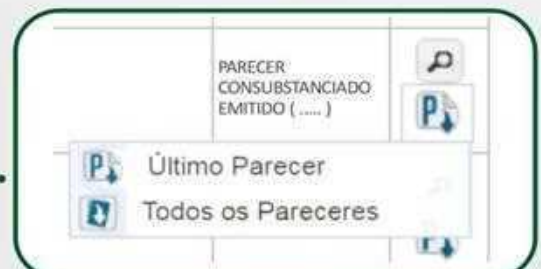 PARECER
CONSUBSTANCIADO
EMITIDO ( ..... )
P
P Último Parecer
Todos os Pareceres